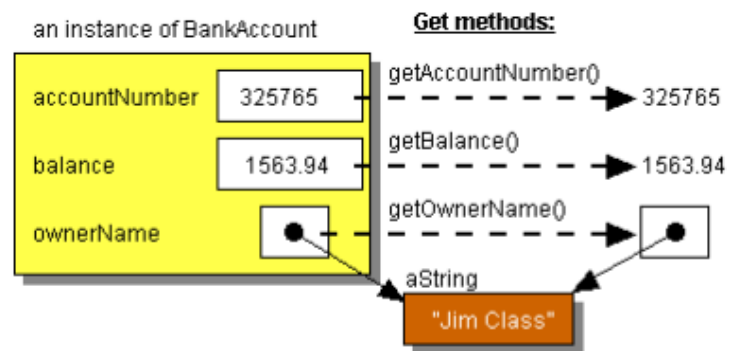 an instance of BankAccount
Get methods:
accountNumber
325765
getAccountNumber()
325765
balance
1563.94
getBalance()
1563.94
ownerName
getOwnerName()
aString
"Jim Class"